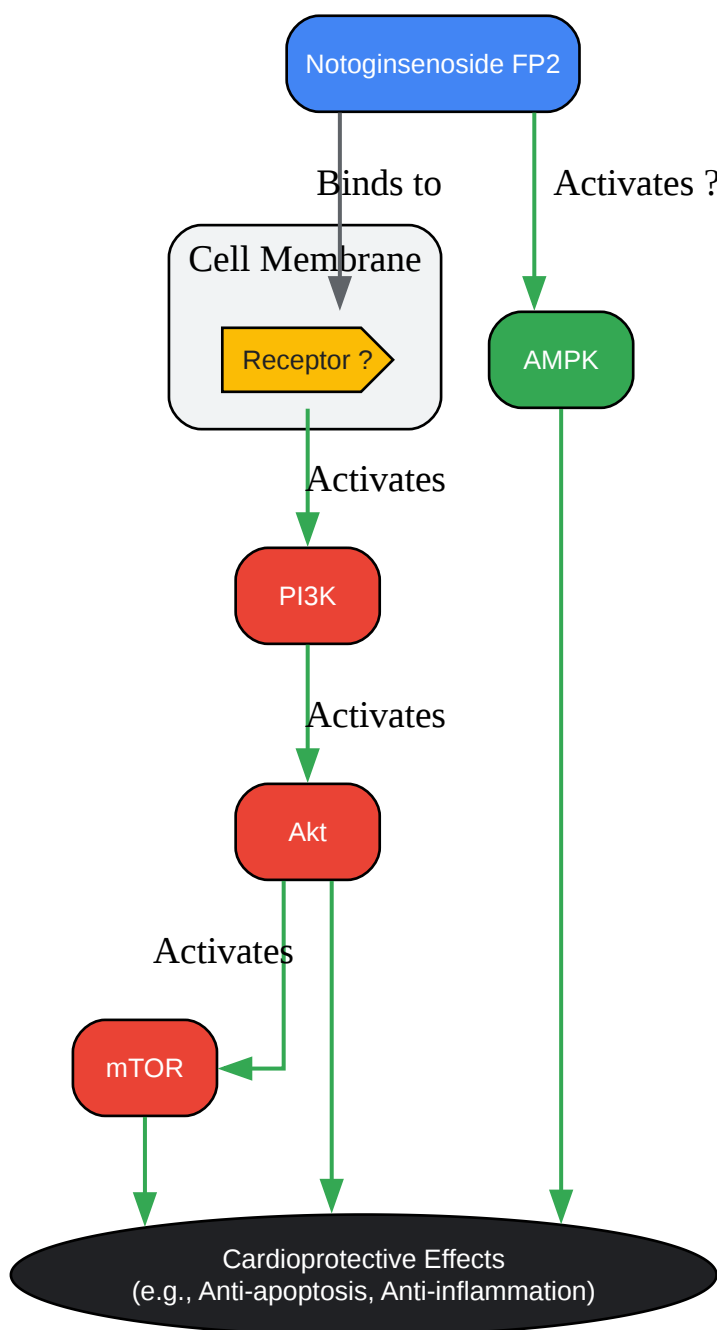 Notoginsenoside FP2
Binds to
Activates ?
Cell Membrane
Receptor ?
AMPK
Activates
PI3K
Activates
Akt
Activates
mTOR
Cardioprotective Effects
(e.g., Anti-apoptosis, Anti-inflammation)